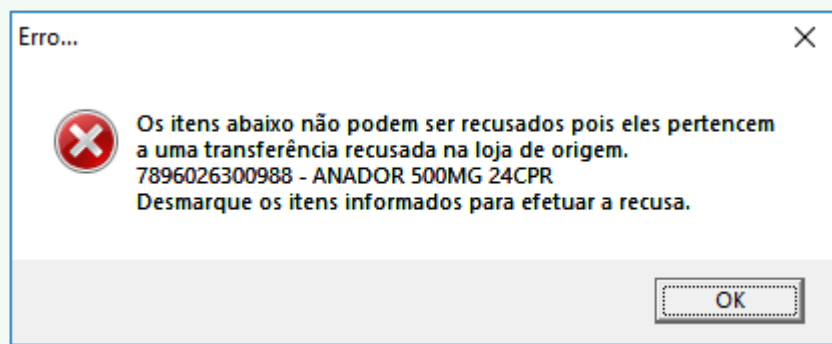 Erro...
Os itens abaixo não podem ser recusados pois eles pertencem
a uma transferência recusada na loja de origem.
7896026300988 - ANADOR 500MG 24CPR
Desmarque os itens informados para efetuar a recusa.
OK